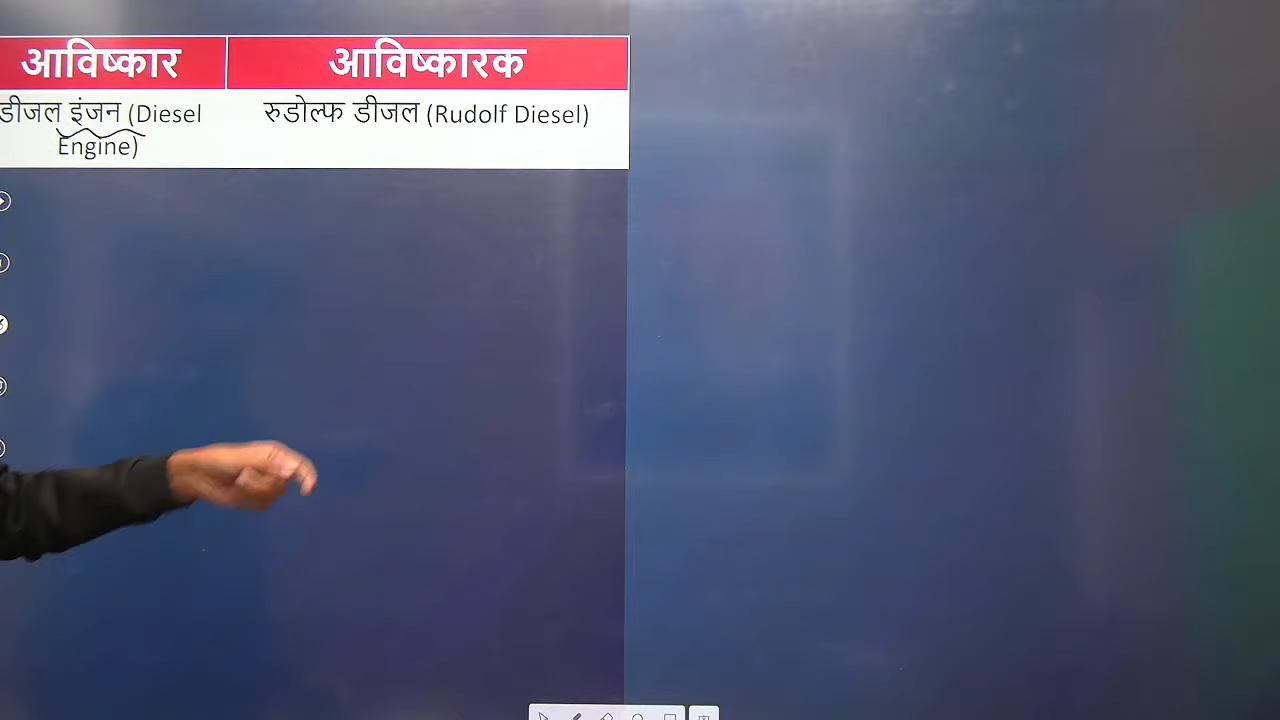 आविष्कार
आविष्कारक
डीजल इंजन (Diesel
Engine)
रुडोल्फ डीजल (Rudolf Diesel)